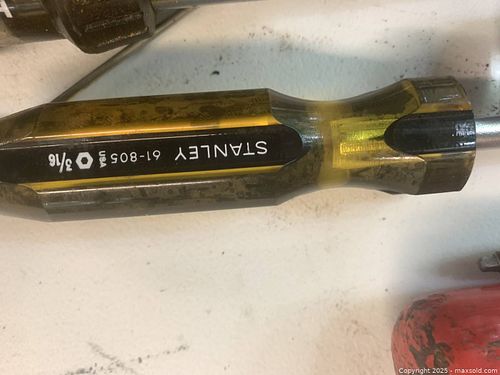 STANLEY 61-805 USA 3/16
Copyright 2025 - maxsold.com